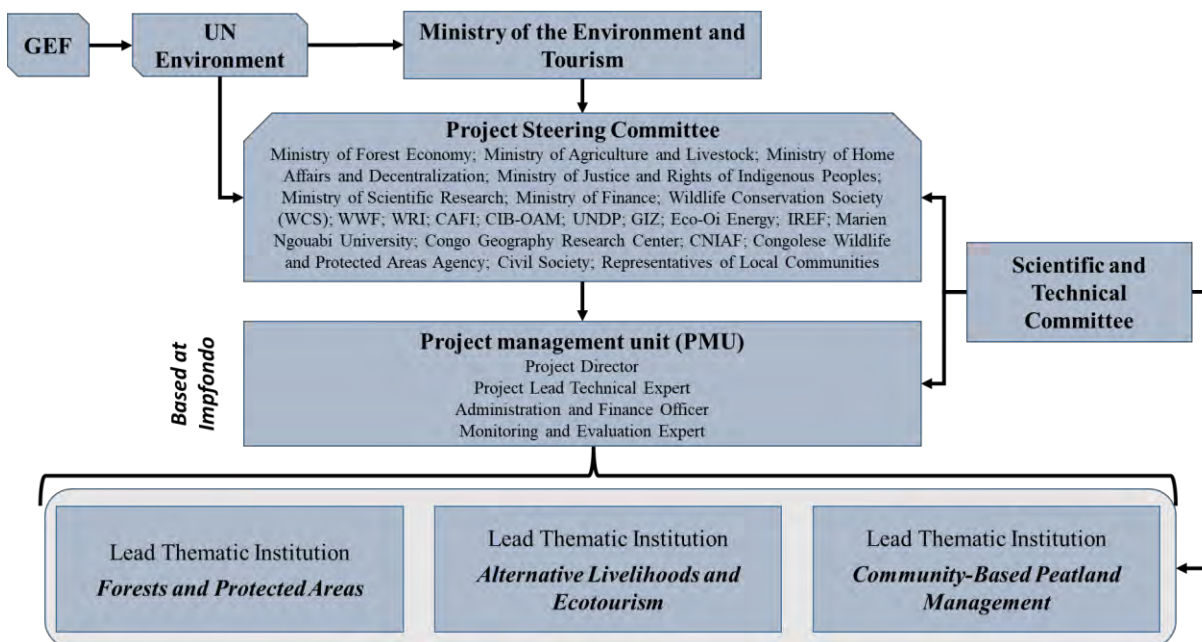 GEF
UN
Environment
Ministry of the Environment and
Tourism
Project Steering Committee
Ministry of Forest Economy; Ministry of Agriculture and Livestock; Ministry of Home
Affairs and Decentralization; Ministry of Justice and Rights of Indigenous Peoples;
Ministry of Scientific Research; Ministry of Finance; Wildlife Conservation Society
(WCS); WWF; WRI; CAFI; CIB-OAM; UNDP; GIZ; Eco-Oi Energy; IREF; Marien
Ngouabi University; Congo Geography Research Center; CNIAF; Congolese Wildlife
and Protected Areas Agency; Civil Society; Representatives of Local Communities
Scientific and
Technical
Committee
Based at
Impfondo
Project management unit (PMU)
Project Director
Project Lead Technical Expert
Administration and Finance Officer
Monitoring and Evaluation Expert
Lead Thematic Institution
Forests and Protected Areas
Lead Thematic Institution
Alternative Livelihoods and
Ecotourism
Lead Thematic Institution
Community-Based Peatland
Management